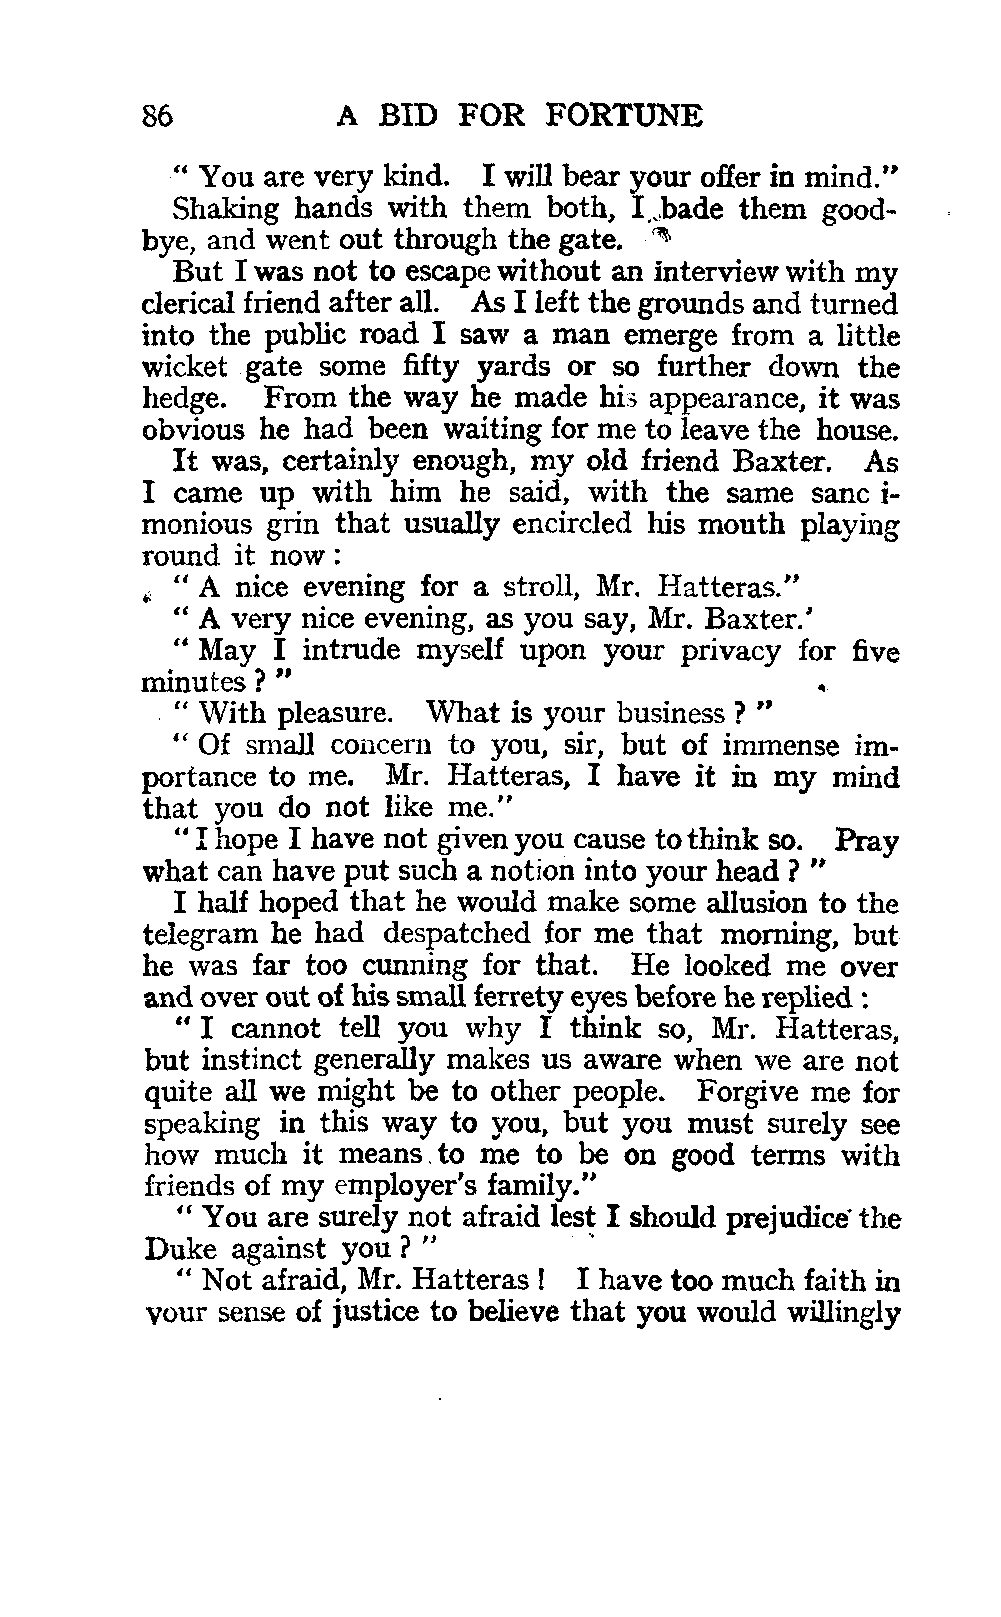 86 A BID FOR FORTUNE
" You are very kind. I will bear your offer in mind."
Shaking hands with them both, I bade them good-
bye, and went out through the gate.
But I was not to escape without an interview with my
clerical friend after all. As I left the grounds and turned
into the public road I saw a man emerge from a little
wicket gate some fifty yards or so further down the
hedge. From the way he made his appearance, it was
obvious he had been waiting for me to leave the house.
It was, certainly enough, my old friend Baxter. As
I came up with him he said, with the same sanc i-
monious grin that usually encircled his mouth playing
round it now :
" A nice evening for a stroll, Mr. Hatteras."
" A very nice evening, as you say, Mr. Baxter.'
" May I intrude myself upon your privacy for five
minutes ? "
" With pleasure. What is your business ? "
" Of small concern to you, sir, but of immense im-
portance to me. Mr. Hatteras, I have it in my mind
that you do not like me."
" I hope I have not given you cause to think so. Pray
what can have put such a notion into your head ? "
I half hoped that he would make some allusion to the
telegram he had despatched for me that morning, but
he was far too cunning for that. He looked me over
and over out of his small ferrety eyes before he replied :
" I cannot tell you why I think so, Mr. Hatteras,
but instinct generally makes us aware when we are not
quite all we might be to other people. Forgive me for
speaking in this way to you, but you must surely see
how much it means to me to be on good terms with
friends of my employer's family."
" You are surely not afraid lest I should prejudice the
Duke against you ? "
" Not afraid, Mr. Hatteras ! I have too much faith in
your sense of justice to believe that you would willingly